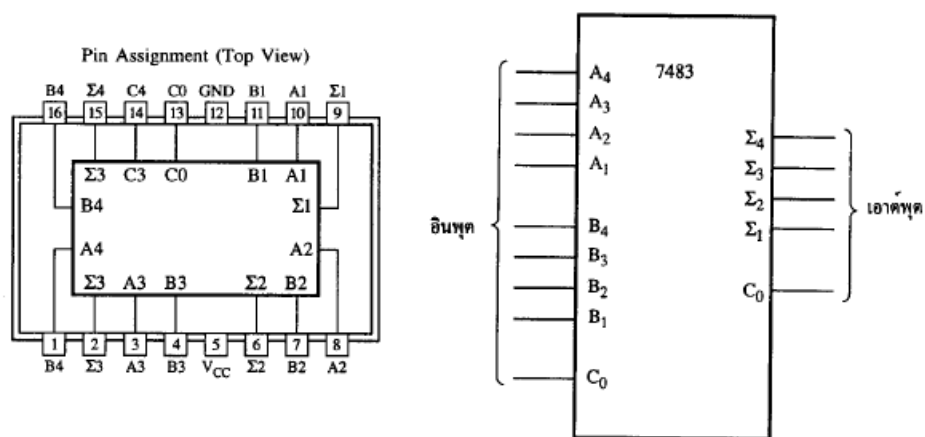 Pin Assignment (Top View)
B4 Σ4 C4 C0 GND B1 A1 Σ1
16 15 14 13 12 11 10 9
Σ3 C3 C0 B1 A1
B4 Σ1
A4 A2
Σ3 A3 B3 Σ2 B2
1 2 3 4 5 6 7 8
B4 Σ3 A3 B3 VCC Σ2 B2 A2
7483
อินพุต
A4
A3
A2
A1
B4
B3
B2
B1
C0
Σ4
Σ3
Σ2
Σ1
C0
เอาต์พุต